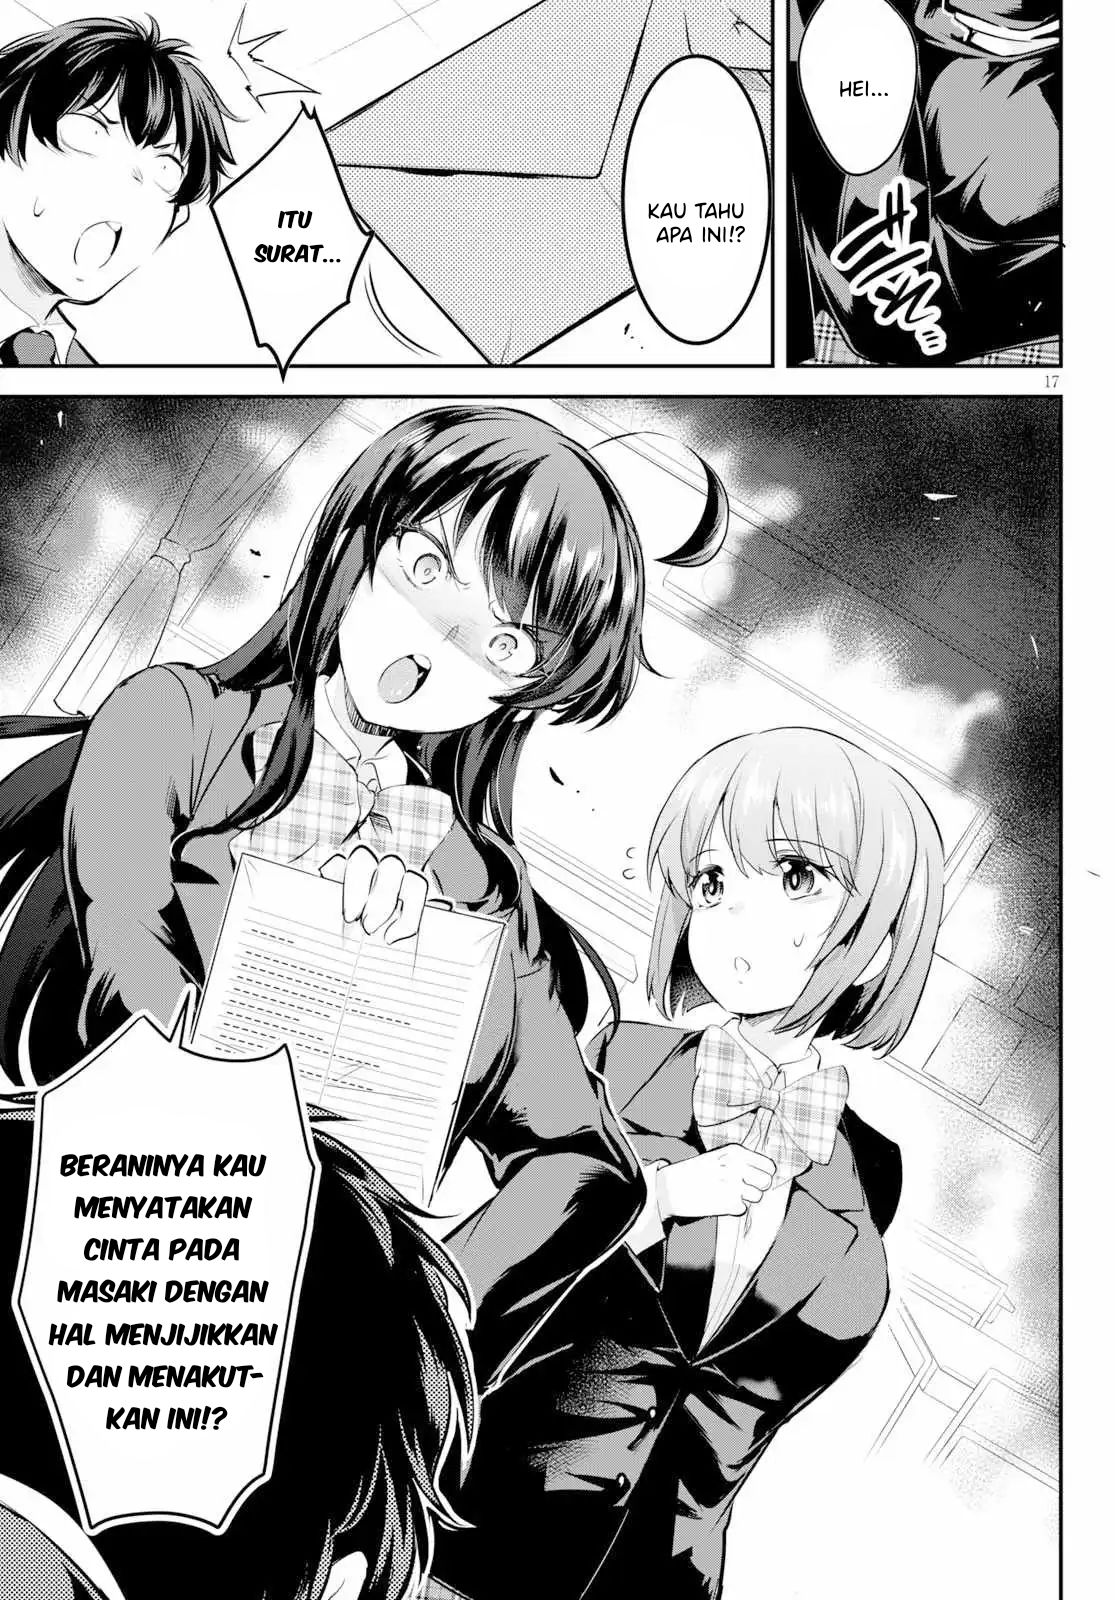 HEI...
KAU TAHU
APA INI!?
ITU
SURAT...
17
BERANINYA KAU
MENYATAKAN
CINTA PADA
MASAKI DENGAN
HAL MENJIJIKKAN
DAN MENAKUT-
KAN INI!?